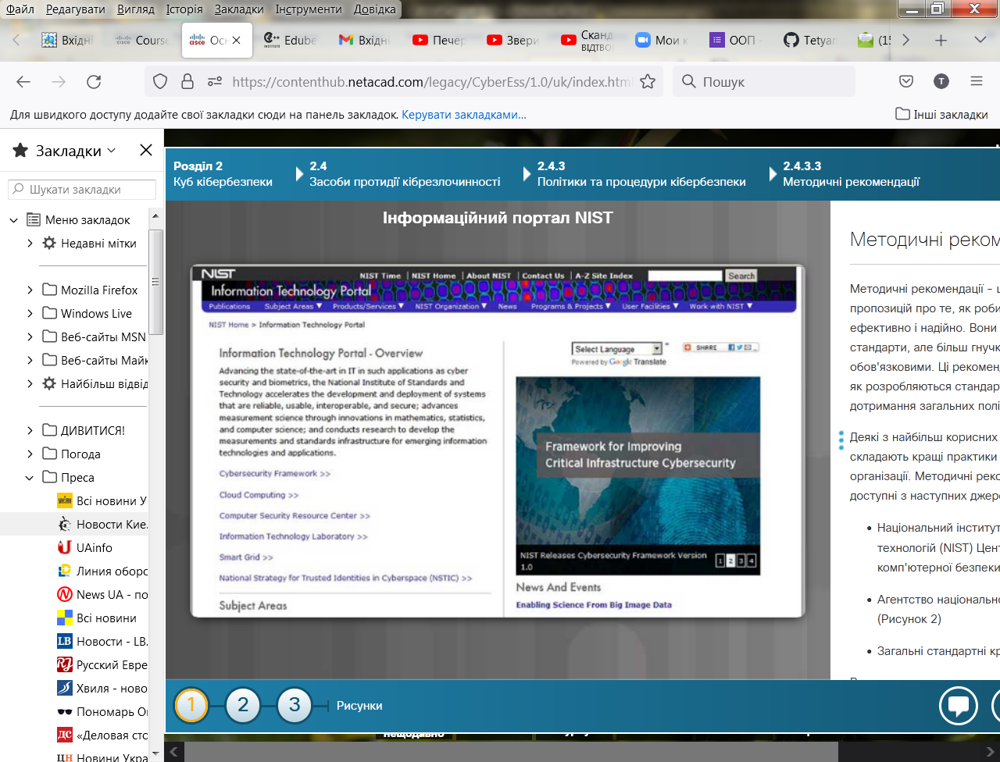 Файл Редагувати Вигляд Історія Закладки Інструменти Довідка
Вхідні Course Осн Edube Вхідні Печер Звери Сканд Мои к ООП - Tetyan (15
ВІДТВОР
https://contenthub.netacad.com/legacy/CyberEss/1.0/uk/index.html Пошук
Для швидкого доступу додайте свої закладки сюди на панель закладок. Керувати закладками… Інші закладки
Закладки
Шукати закладки
Меню закладок
Недавні мітки
Mozilla Firefox
Windows Live
Веб-сайты MSN
Веб-сайты Майк
Найбільш відвід
ДИВИТИСЯ!
Погода
Преса
Всі новини У
Новости Кие.
UAinfo
Линия оборо
News UA - по
Всі новини
Новости - LB.
Русский Евре
Хвиля - ново
Пономарь О
«Деловая сто
Новини Укра
Розділ 2 2.4 2.4.3 2.4.3.3
Куб кібербезпеки Засоби протидії кібрезлочинності Політики та процедури кібербезпеки Методичні рекомендації
Інформаційний портал NIST
NIST
NIST Time | NIST Home | About NIST | Contact Us | A-Z Site Index Search
Information Technology Portal
Publications Subject Areas Products/Services NIST Organization News Programs & Projects User Facilities Work with NIST
NIST Home > Information Technology Portal
Information Technology Portal - Overview
Advancing the state-of-the-art in IT in such applications as cyber
security and biometrics, the National Institute of Standards and
Technology accelerates the development and deployment of systems
that are reliable, usable, interoperable, and secure; advances
measurement science through innovations in mathematics, statistics,
and computer science; and conducts research to develop the
measurements and standards infrastructure for emerging information
technologies and applications.
Cybersecurity Framework >>
Cloud Computing >>
Computer Security Resource Center >>
Information Technology Laboratory >>
Smart Grid >>
National Strategy for Trusted Identities in Cyberspace (NSTIC) >>
Subject Areas
Select Language SHARE
Powered by Google Translate
Framework for Improving
Critical Infrastructure Cybersecurity
NIST Releases Cybersecurity Framework Version
1.0
1 2 3 4
News And Events
Enabling Science From Big Image Data
Методичні реком
Методичні рекомендації – ц
пропозицій про те, як роби
ефективно і надійно. Вони
стандарти, але більш гнучк
обов'язковими. Ці рекоменд
як розробляються стандар
дотримання загальних полі
Деякі з найбільш корисних
складають кращі практики
організації. Методичні реко
доступні з наступних джер
Національний інститут
технологій (NIST) Цент
комп'ютерної безпеки
Агентство національно
(Рисунок 2)
Загальні стандартні кр
1 2 3 Рисунки
нещодавно